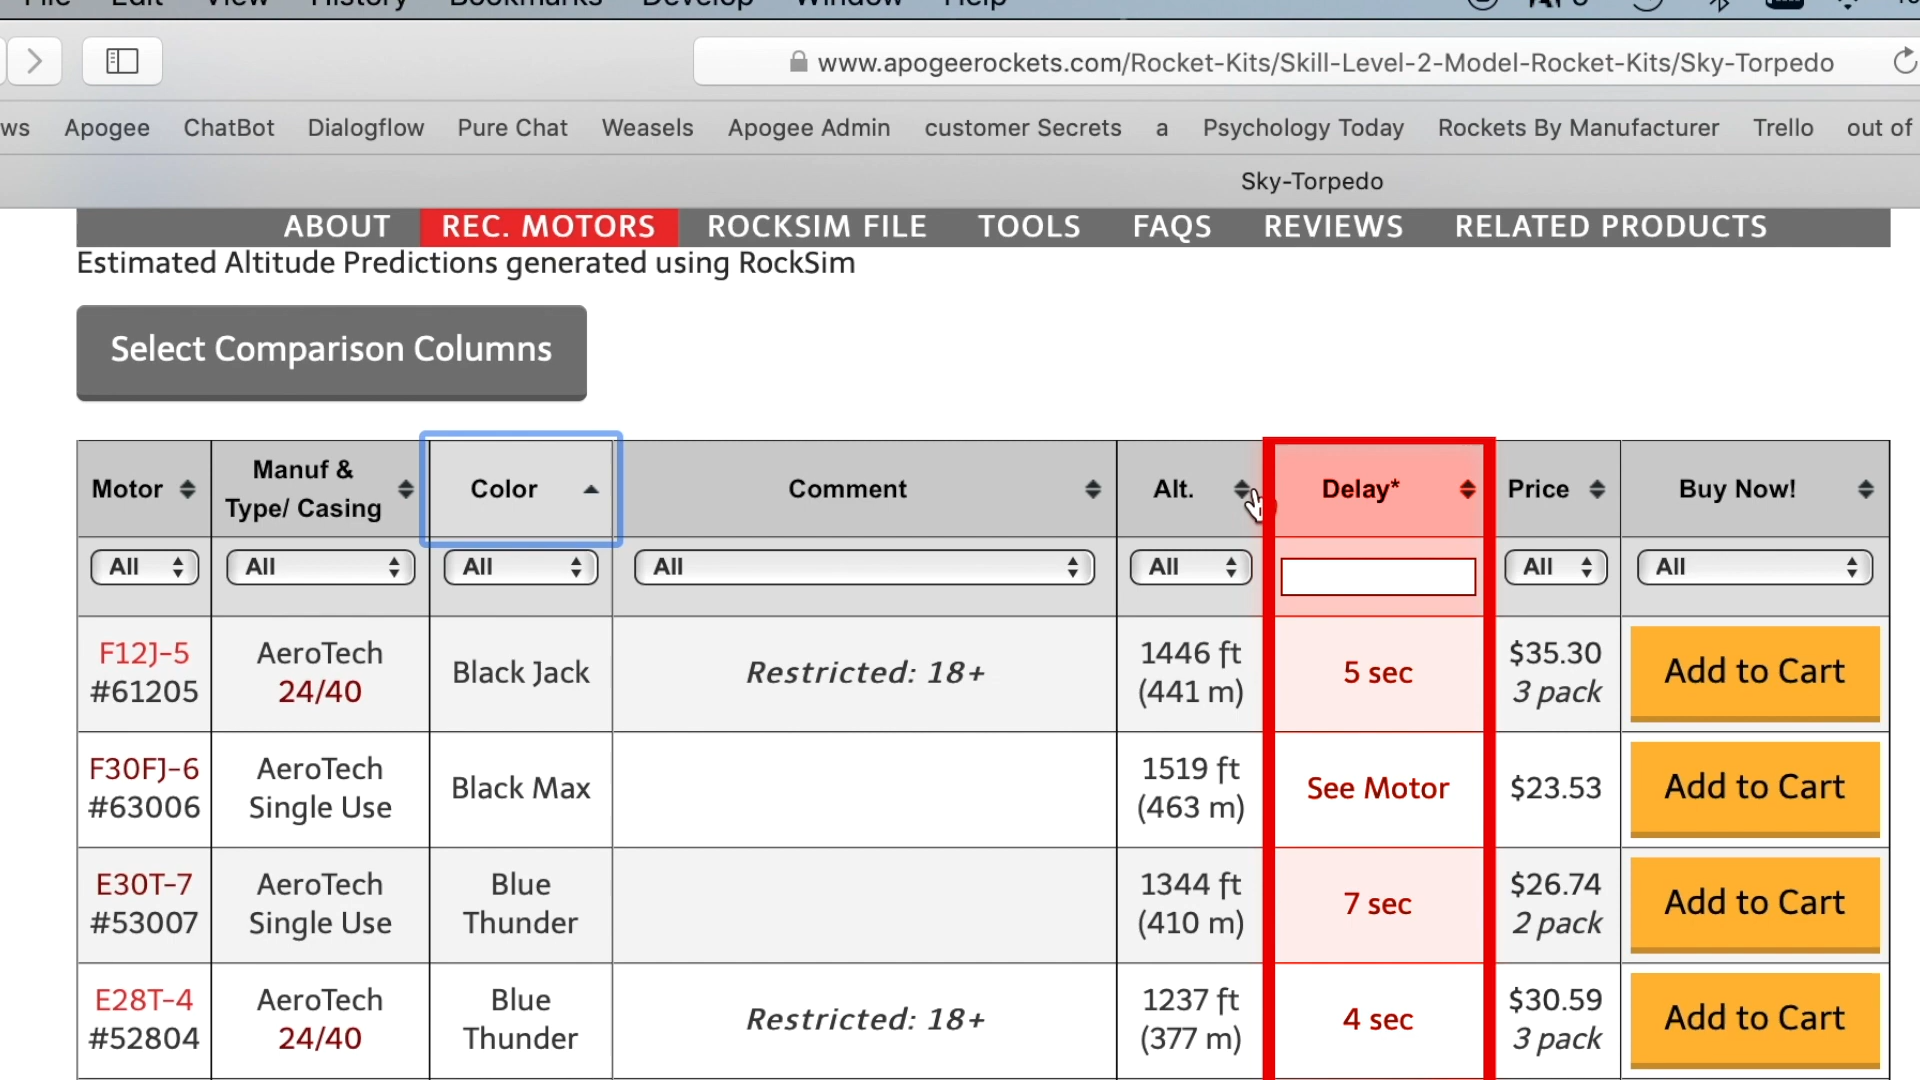 File Edit View History Bookmarks Develop Window Help
www.apogeerockets.com/Rocket-Kits/Skill-Level-2-Model-Rocket-Kits/Sky-Torpedo
ws Apogee ChatBot Dialogflow Pure Chat Weasels Apogee Admin customer Secrets a Psychology Today Rockets By Manufacturer Trello out of
Sky-Torpedo
ABOUT REC. MOTORS ROCKSIM FILE TOOLS FAQS REVIEWS RELATED PRODUCTS
Estimated Altitude Predictions generated using RockSim
Select Comparison Columns
Motor Manuf & Type/ Casing Color Comment Alt. Delay* Price Buy Now!
All All All All All All All
F12J-5 AeroTech Black Jack Restricted: 18+ 1446 ft 5 sec $35.30 Add to Cart
#61205 24/40 (441 m) 3 pack
F30FJ-6 AeroTech Black Max 1519 ft See Motor $23.53 Add to Cart
#63006 Single Use (463 m)
E30T-7 AeroTech Blue 1344 ft 7 sec $26.74 Add to Cart
#53007 Single Use Thunder (410 m) 2 pack
E28T-4 AeroTech Blue Restricted: 18+ 1237 ft 4 sec $30.59 Add to Cart
#52804 24/40 Thunder (377 m) 3 pack